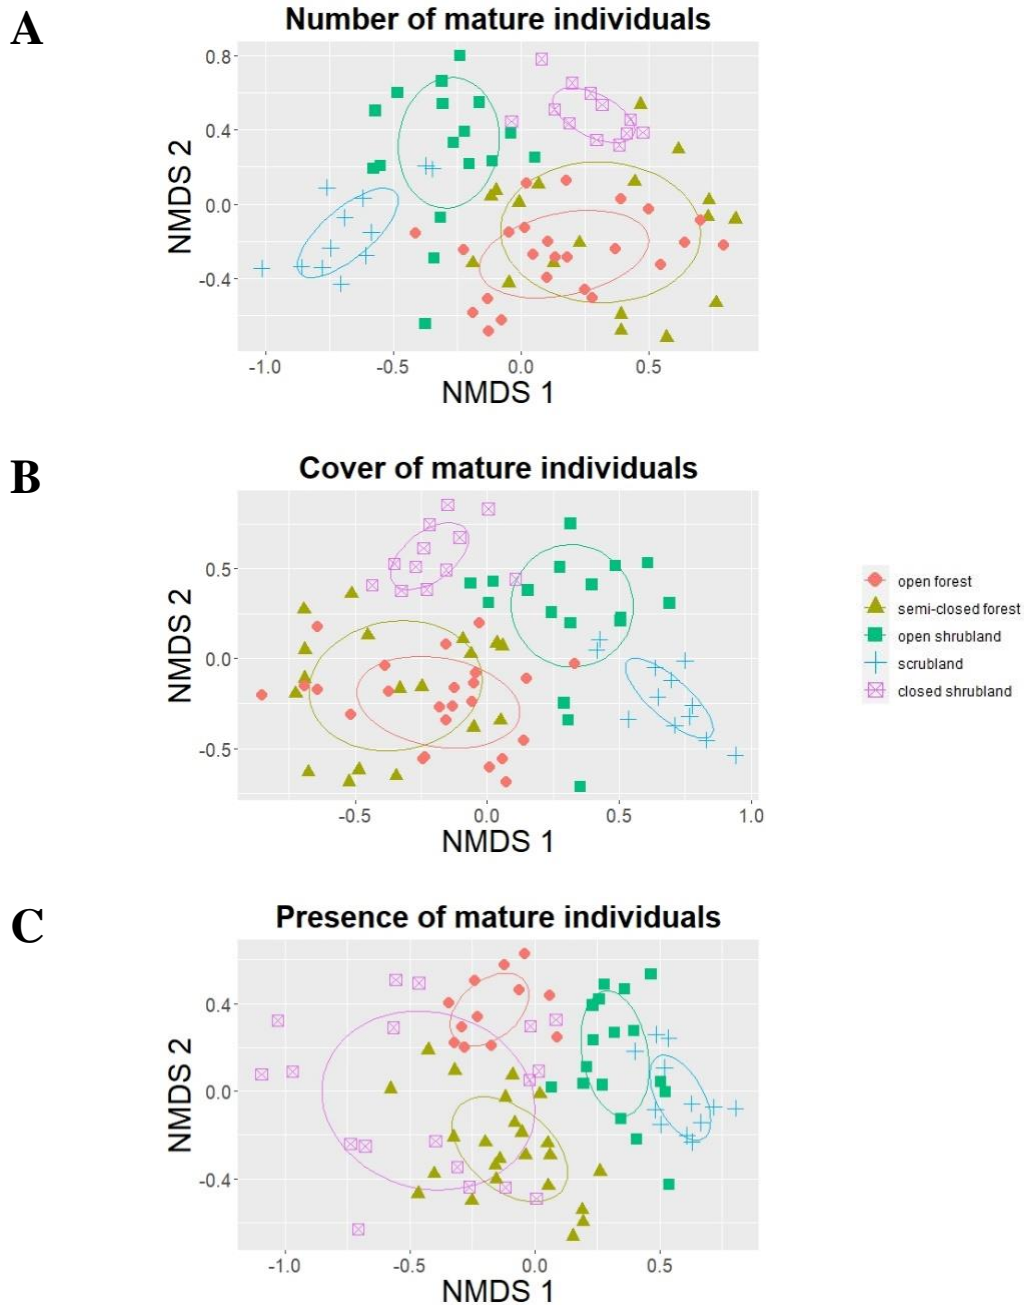 A
Number of mature individuals
NMDS 2
0.8
0.4
0.0
-0.4
-1.0 -0.5 0.0 0.5
NMDS 1
B
Cover of mature individuals
NMDS 2
0.5
0.0
-0.5
-0.5 0.0 0.5 1.0
NMDS 1
open forest
semi-closed forest
open shrubland
scrubland
closed shrubland
C
Presence of mature individuals
NMDS 2
0.4
0.0
-0.4
-1.0 -0.5 0.0 0.5
NMDS 1